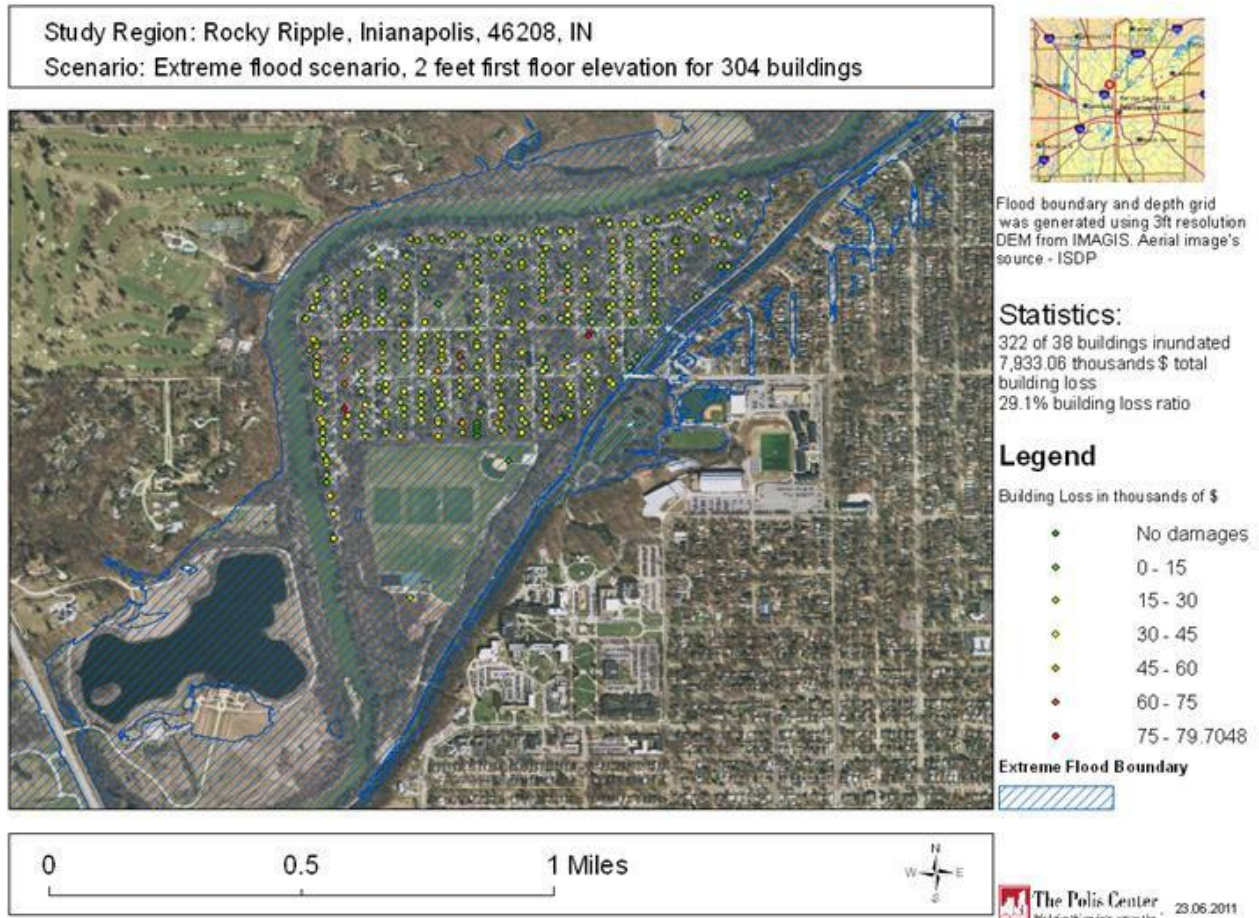 Study Region: Rocky Ripple, Inianapolis, 46208, IN
Scenario: Extreme flood scenario, 2 feet first floor elevation for 304 buildings
Flood boundary and depth grid
was generated using 3ft resolution
DEM from IMAGIS. Aerial image's
source - ISDP
Statistics:
322 of 38 buildings inundated
7,933.06 thousands $ total
building loss
29.1% building loss ratio
Legend
Building Loss in thousands of $
No damages
0 - 15
15 - 30
30 - 45
45 - 60
60 - 75
75 - 79.7048
Extreme Flood Boundary
0 0.5 1 Miles
N
W E
S
The Polis Center 23.06.2011